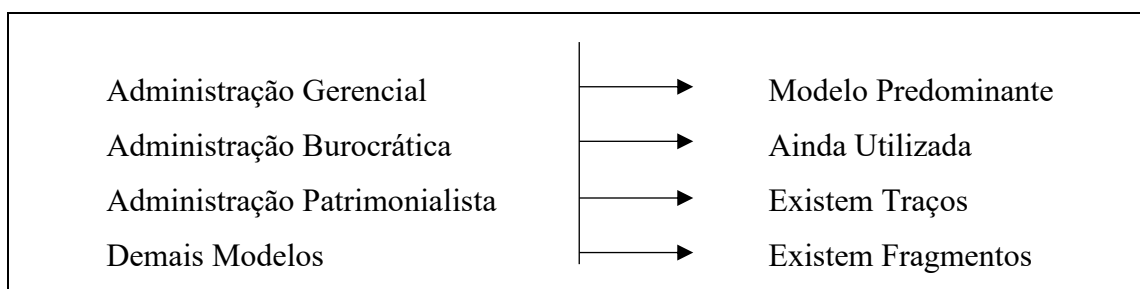 Administração Gerencial Modelo Predominante
Administração Burocrática Ainda Utilizada
Administração Patrimonialista Existem Traços
Demais Modelos Existem Fragmentos